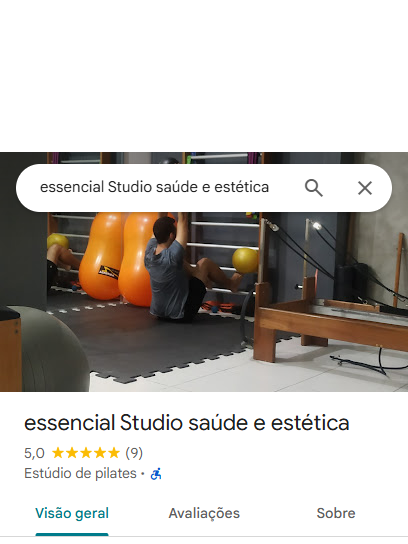 essencial Studio saúde e estética
essencial Studio saúde e estética
5,0 ★★★★★ (9)
Estúdio de pilates ·
Visão geral Avaliações Sobre